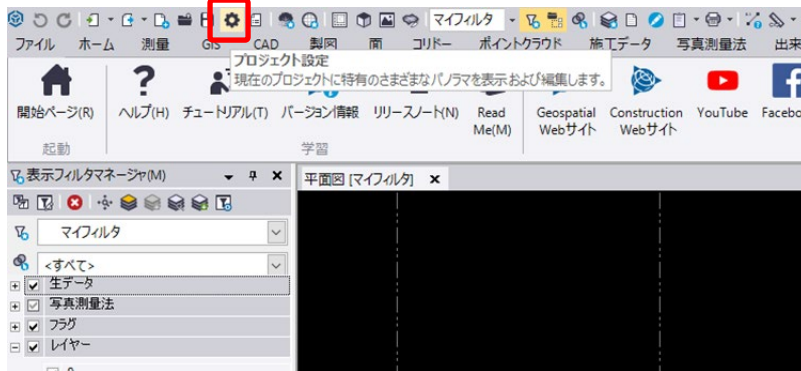 マイフィルタ
ファイル ホーム 測量 GIS CAD 製図 面 コリドー ポイントクラウド 施工データ 写真測量法 出来
プロジェクト設定
現在のプロジェクトに特有のさまざまなパノラマを表示および編集します。
開始ページ(R) ヘルプ(H) チュートリアル(T) バージョン情報 リリースノート(N) Read Me(M) Geospatial Webサイト Construction Webサイト YouTube Facebo
起動 学習
表示フィルタマネージャ(M) 平面図 [マイフィルタ]
マイフィルタ
<すべて>
生データ
写真測量法
フラグ
レイヤー